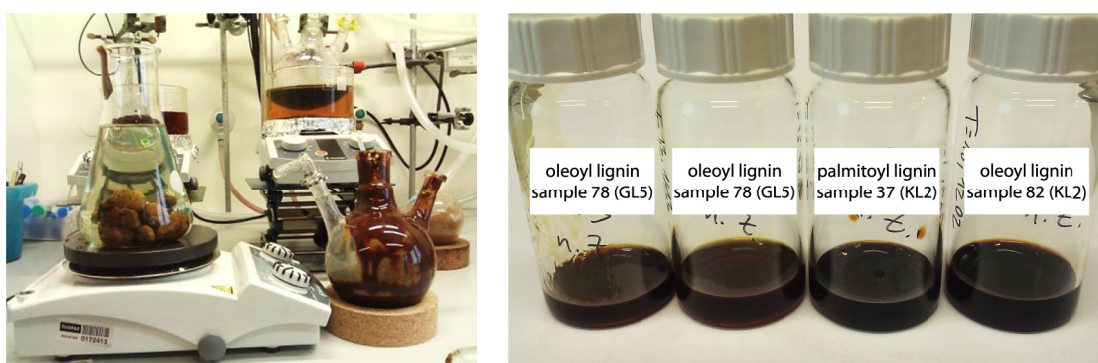 TUGRAZ
0172413
oleoyl lignin
sample 78 (GL5)
oleoyl lignin
sample 78 (GL5)
palmitoyl lignin
sample 37 (KL2)
oleoyl lignin
sample 82 (KL2)
n. Z.
n. Z.
n. Z.
n. Z.